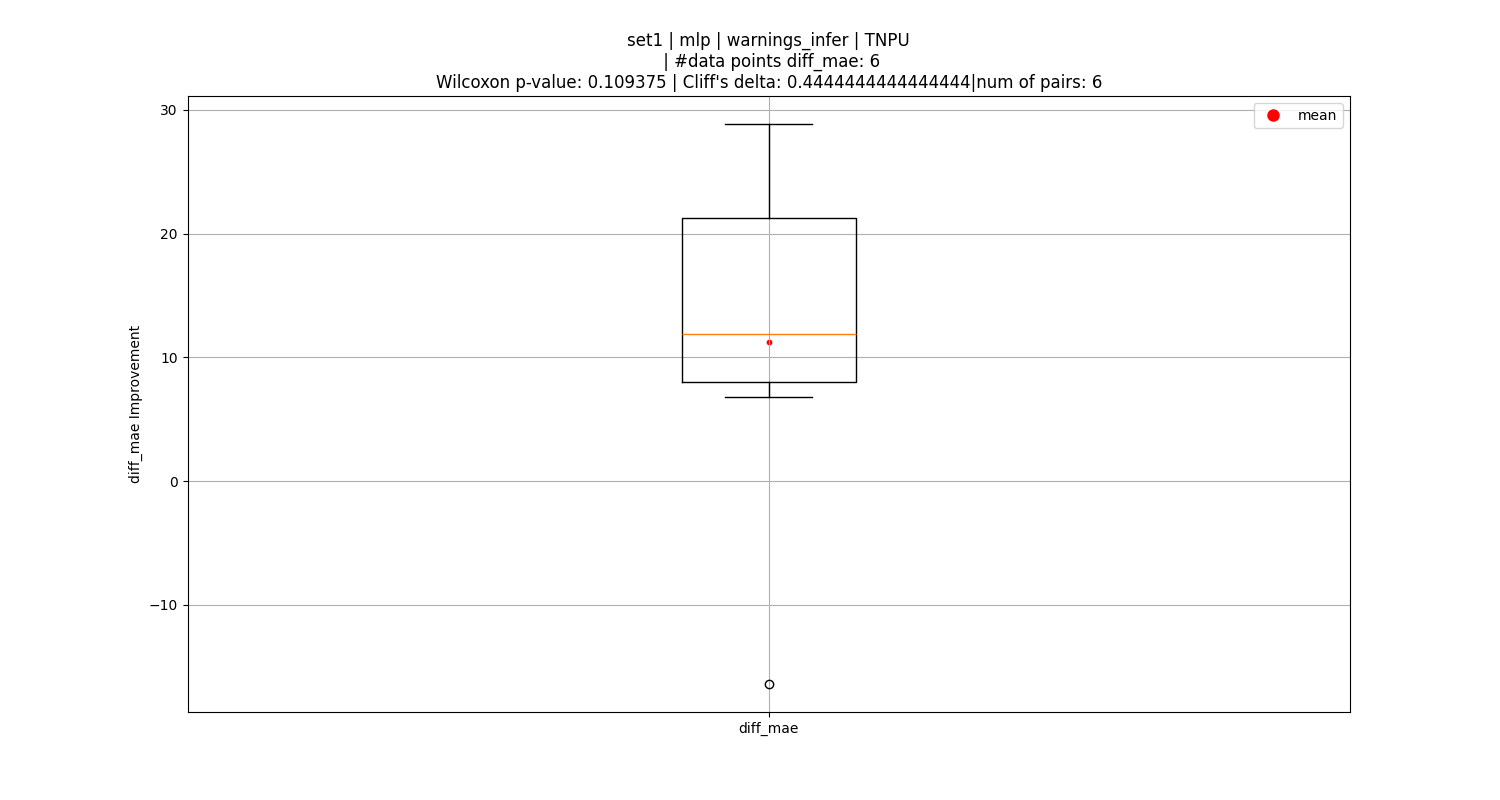 set1 | mlp | warnings_infer | TNPU
| #data points diff_mae: 6
Wilcoxon p-value: 0.109375 | Cliff's delta: 0.4444444444444444|num of pairs: 6
mean
30
20
10
0
−10
diff_mae Improvement
diff_mae